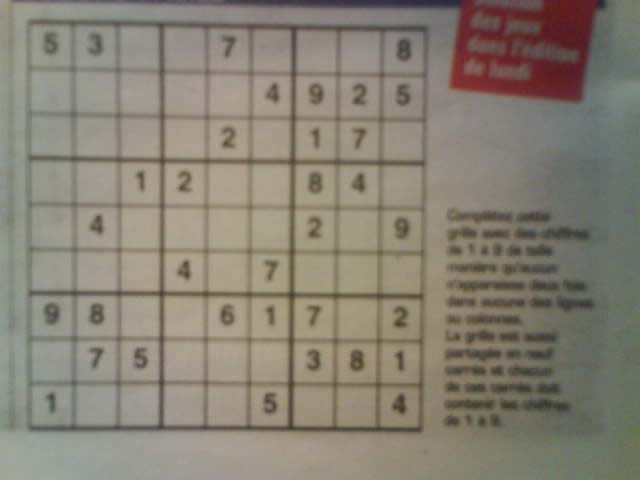 des jeux
dans l'édition
de lundi
5 3 7 8
4 9 2 5
2 1 7
1 2 8 4
4 2 9
4 7
9 8 6 1 7 2
7 5 3 8 1
1 5 4
Complétez cette
grille avec des chiffres
de 1 à 9 de telle
manière qu'aucun
n'apparaisse deux fois
dans aucune des lignes
ou colonnes.
La grille est aussi
partagée en neuf
carrés et chacun
de ces carrés doit
contenir les chiffres
de 1 à 9.